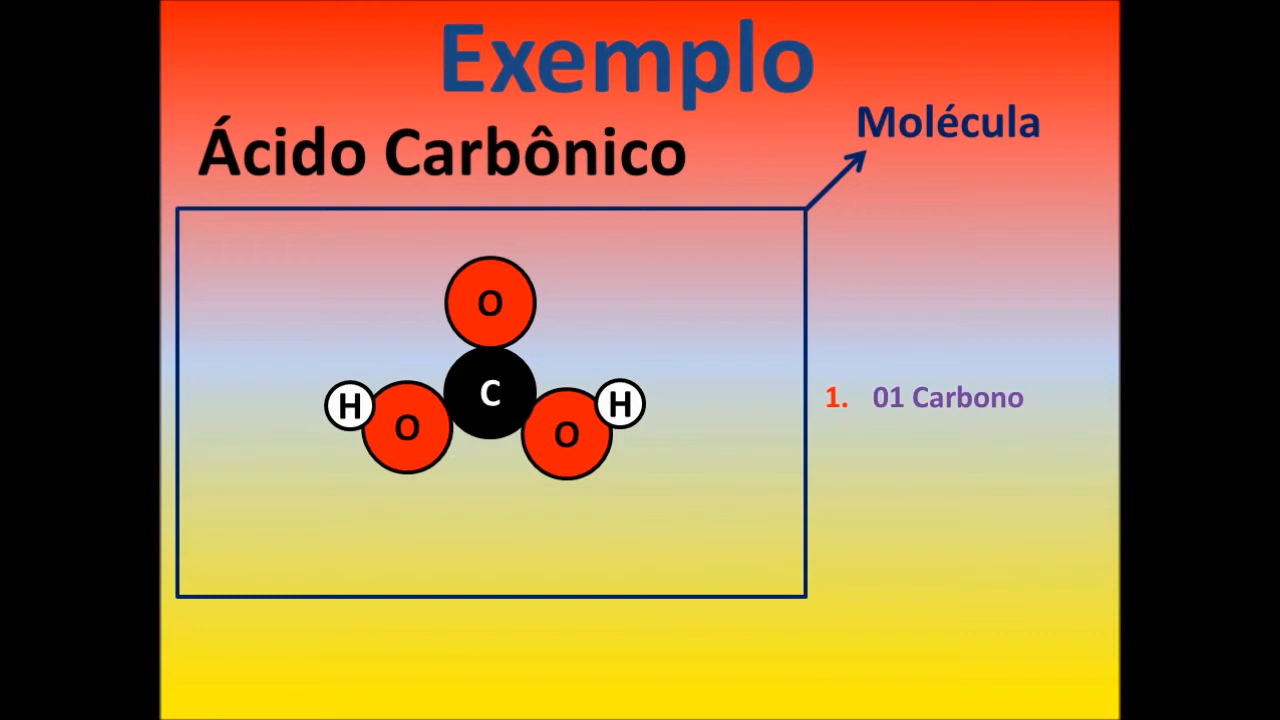 Exemplo
Molécula
Ácido Carbônico
O
C
H
O
O
H
1. 01 Carbono